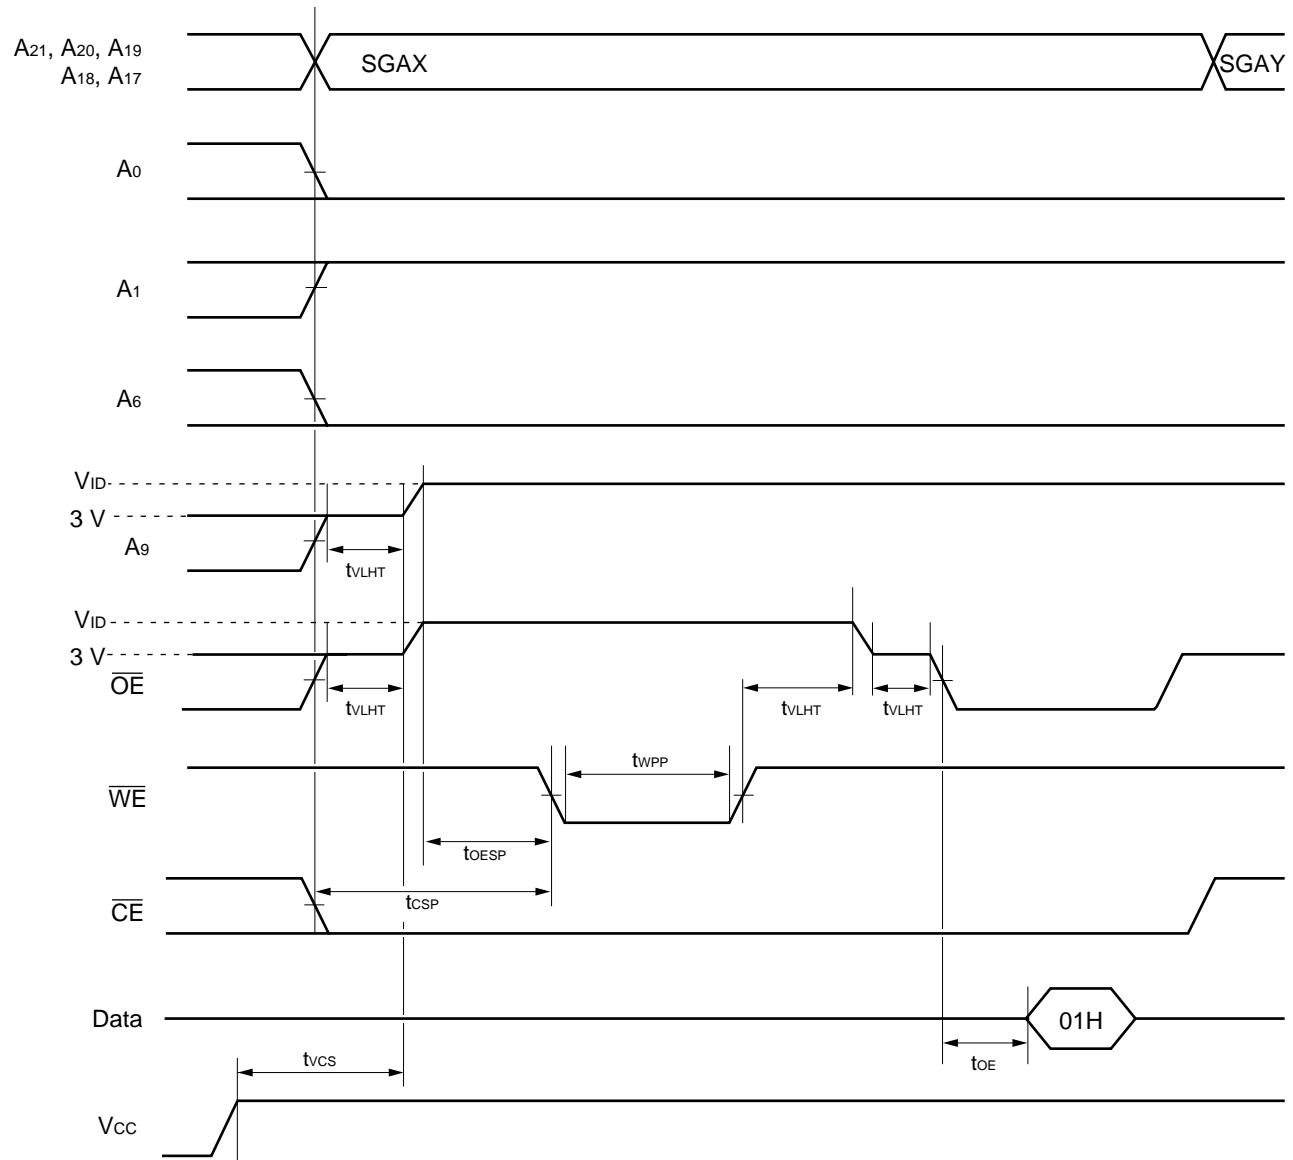 A21, A20, A19
A18, A17
SGAX
SGAY
A0
A1
A6
VID
3 V
A9
tVLHT
VID
3 V
OE
tVLHT
tVLHT
tVLHT
tWPP
WE
tOESP
tCSP
CE
Data
01H
tOE
tVCS
VCC